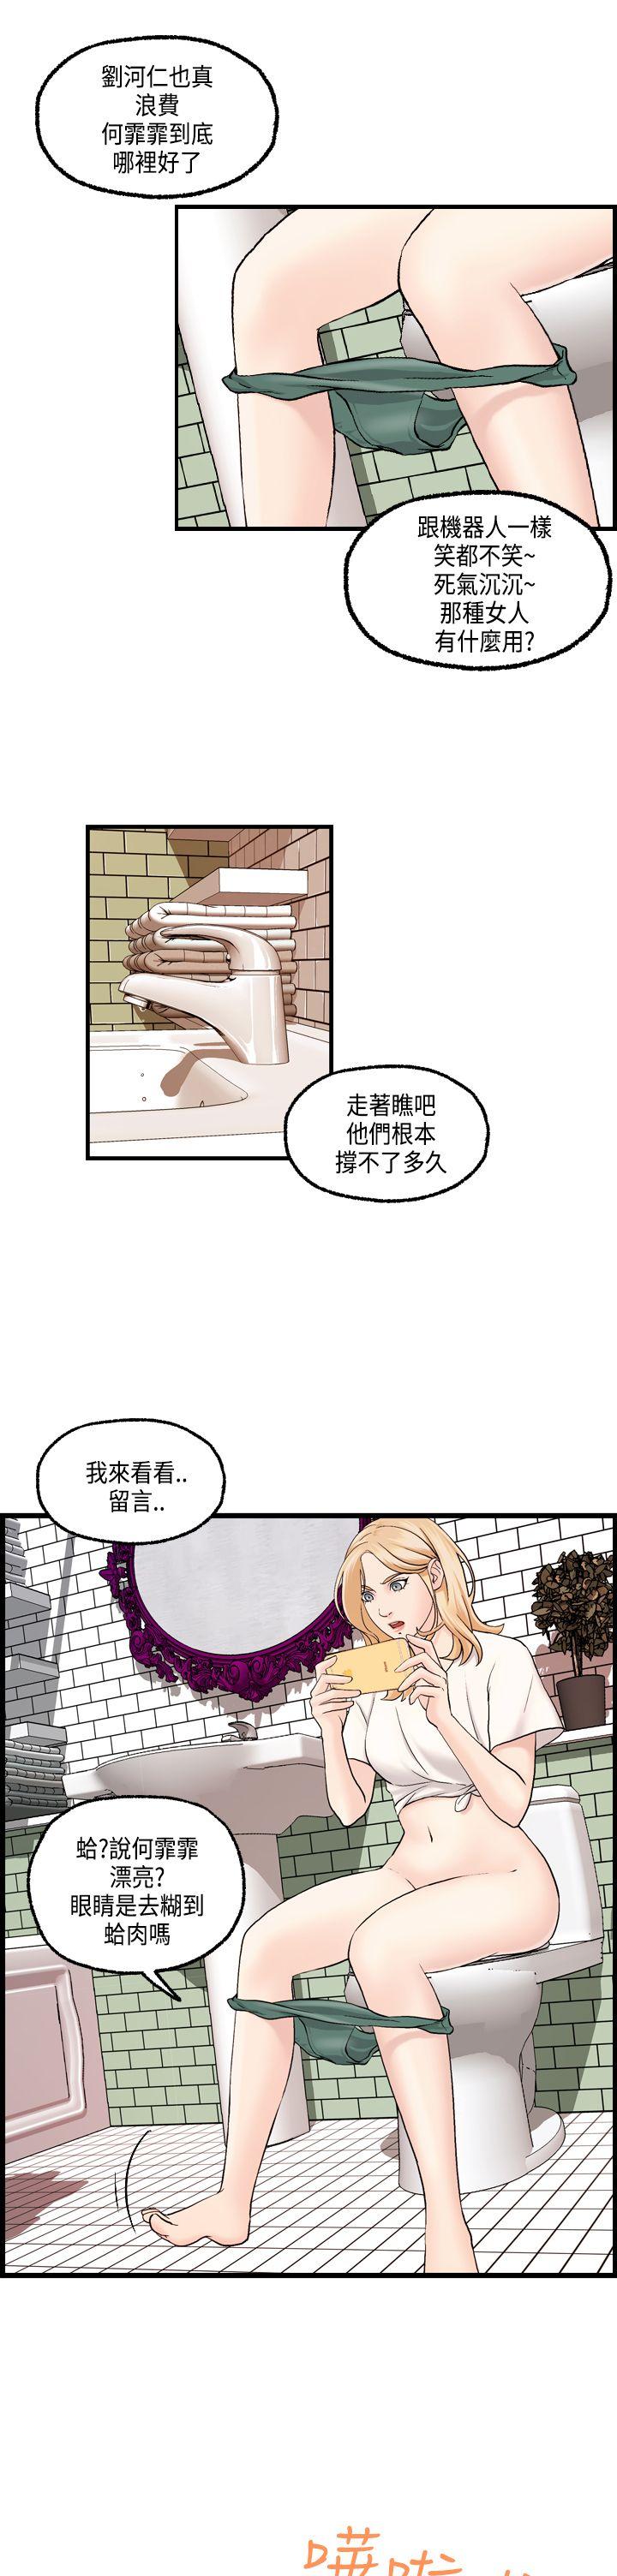 劉河仁也真
浪費
何霏霏到底
哪裡好了
跟機器人一樣
笑都不笑~
死氣沉沉~
那種女人
有什麼用?
走著瞧吧
他們根本
撐不了多久
我來看看..
留言..
蛤?說何霏霏
漂亮?
眼睛是去糊到
蛤肉嗎
嘩啦